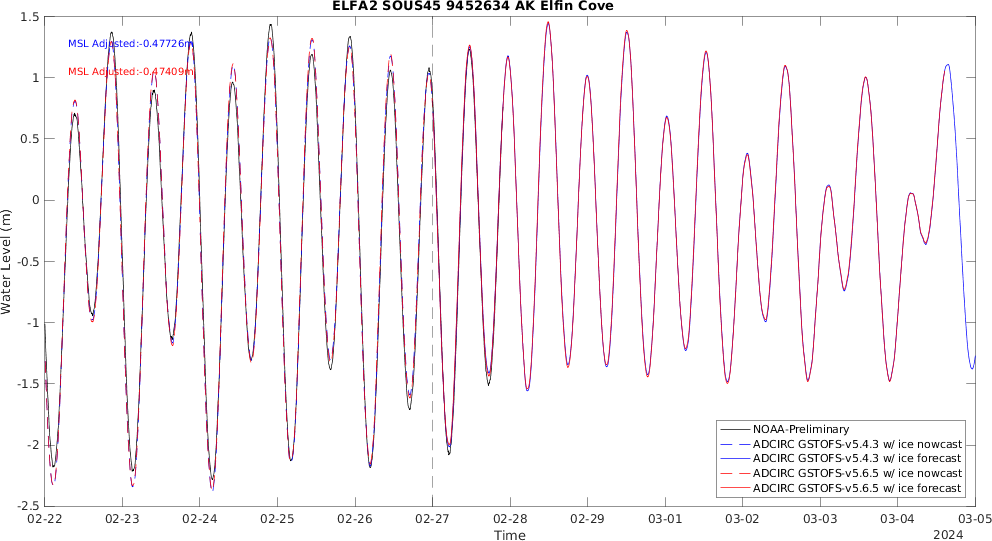 ELFA2 SOUS45 9452634 AK Elfin Cove
1.5
1
0.5
0
-0.5
-1
-1.5
-2
-2.5
Water Level (m)
MSL Adjusted:-0.47726m
MSL Adjusted:-0.47409m
NOAA-Preliminary
ADCIRC GSTOFS-v5.4.3 w/ ice nowcast
ADCIRC GSTOFS-v5.4.3 w/ ice forecast
ADCIRC GSTOFS-v5.6.5 w/ ice nowcast
ADCIRC GSTOFS-v5.6.5 w/ ice forecast
02-22 02-23 02-24 02-25 02-26 02-27 02-28 02-29 03-01 03-02 03-03 03-04 03-05
Time
2024